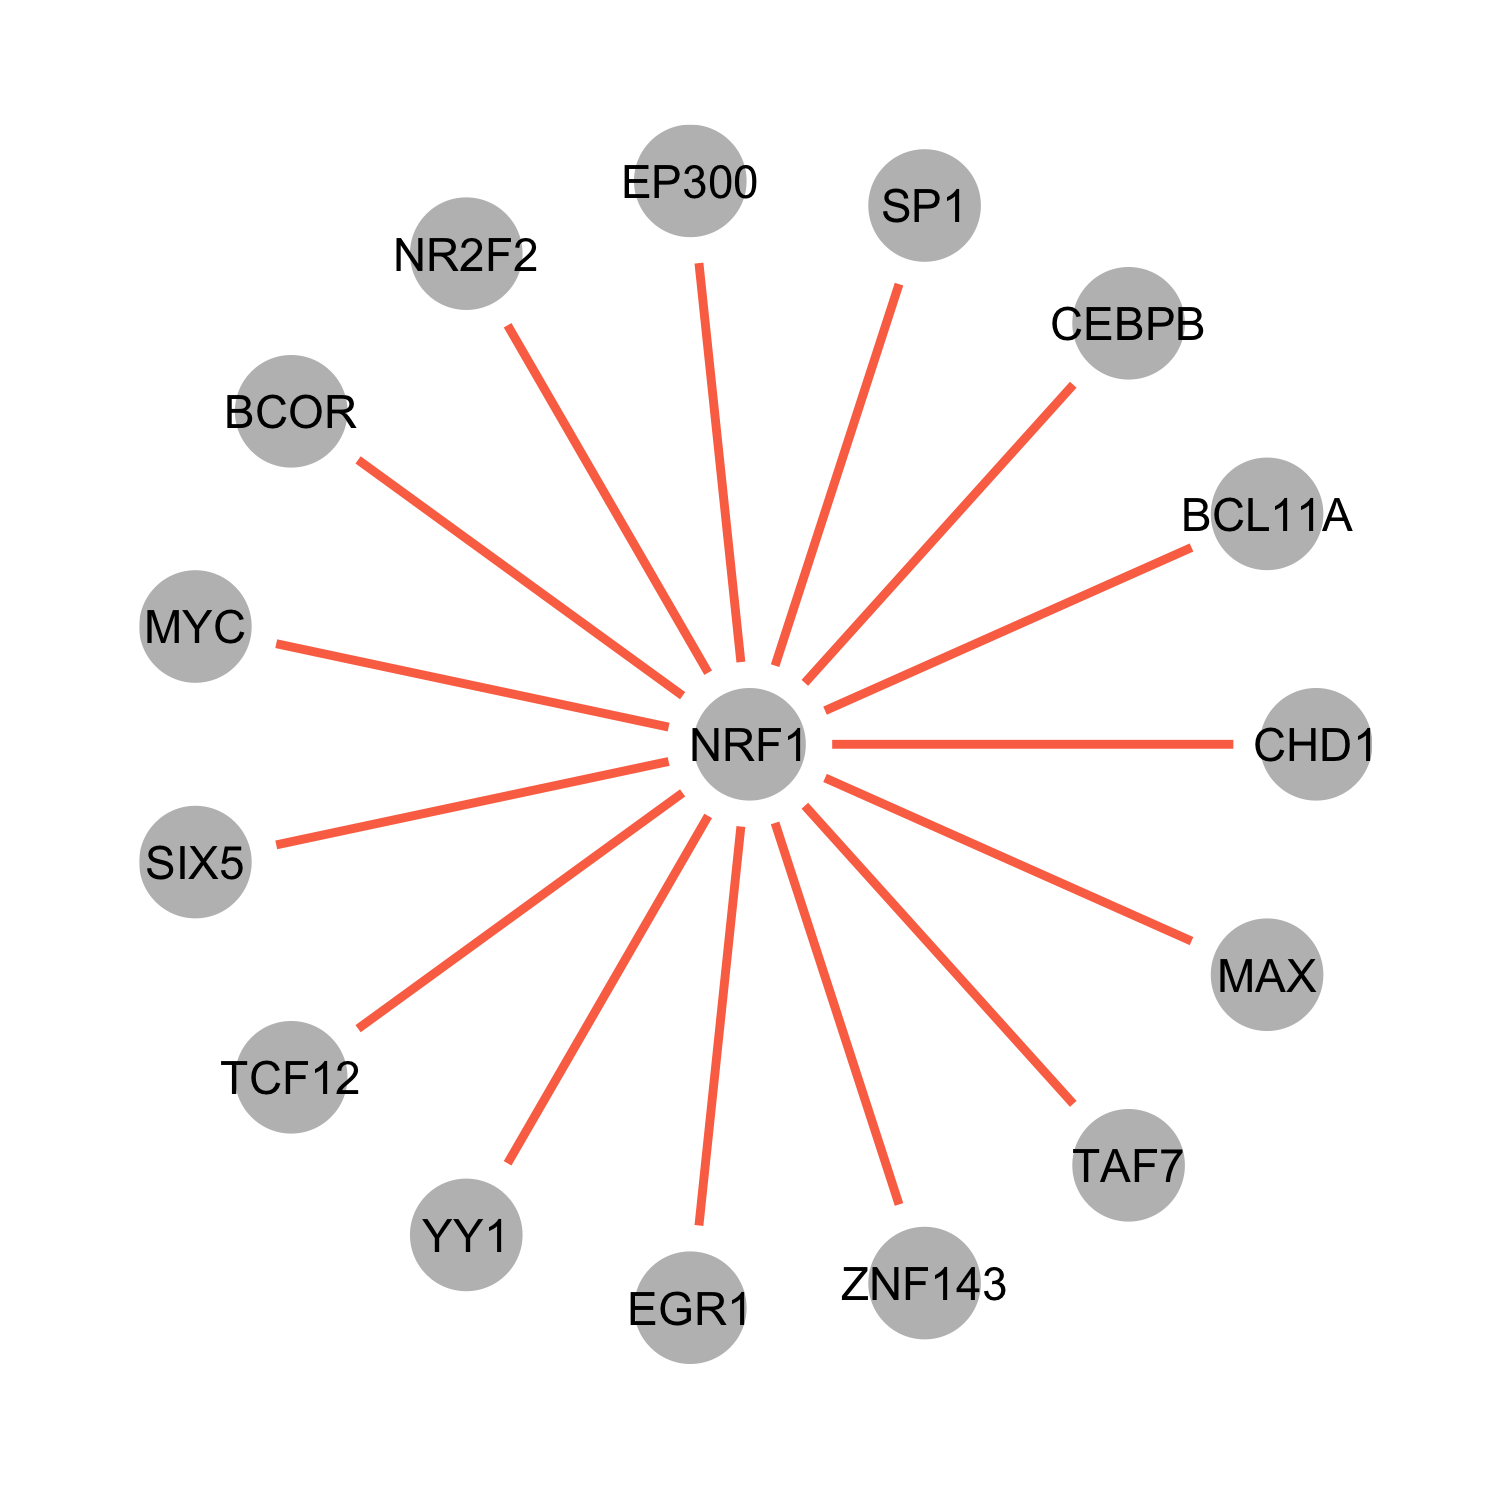 EP300
SP1
NR2F2
CEBPB
BCOR
BCL11A
MYC
NRF1
CHD1
SIX5
MAX
TCF12
TAF7
YY1
ZNF143
EGR1